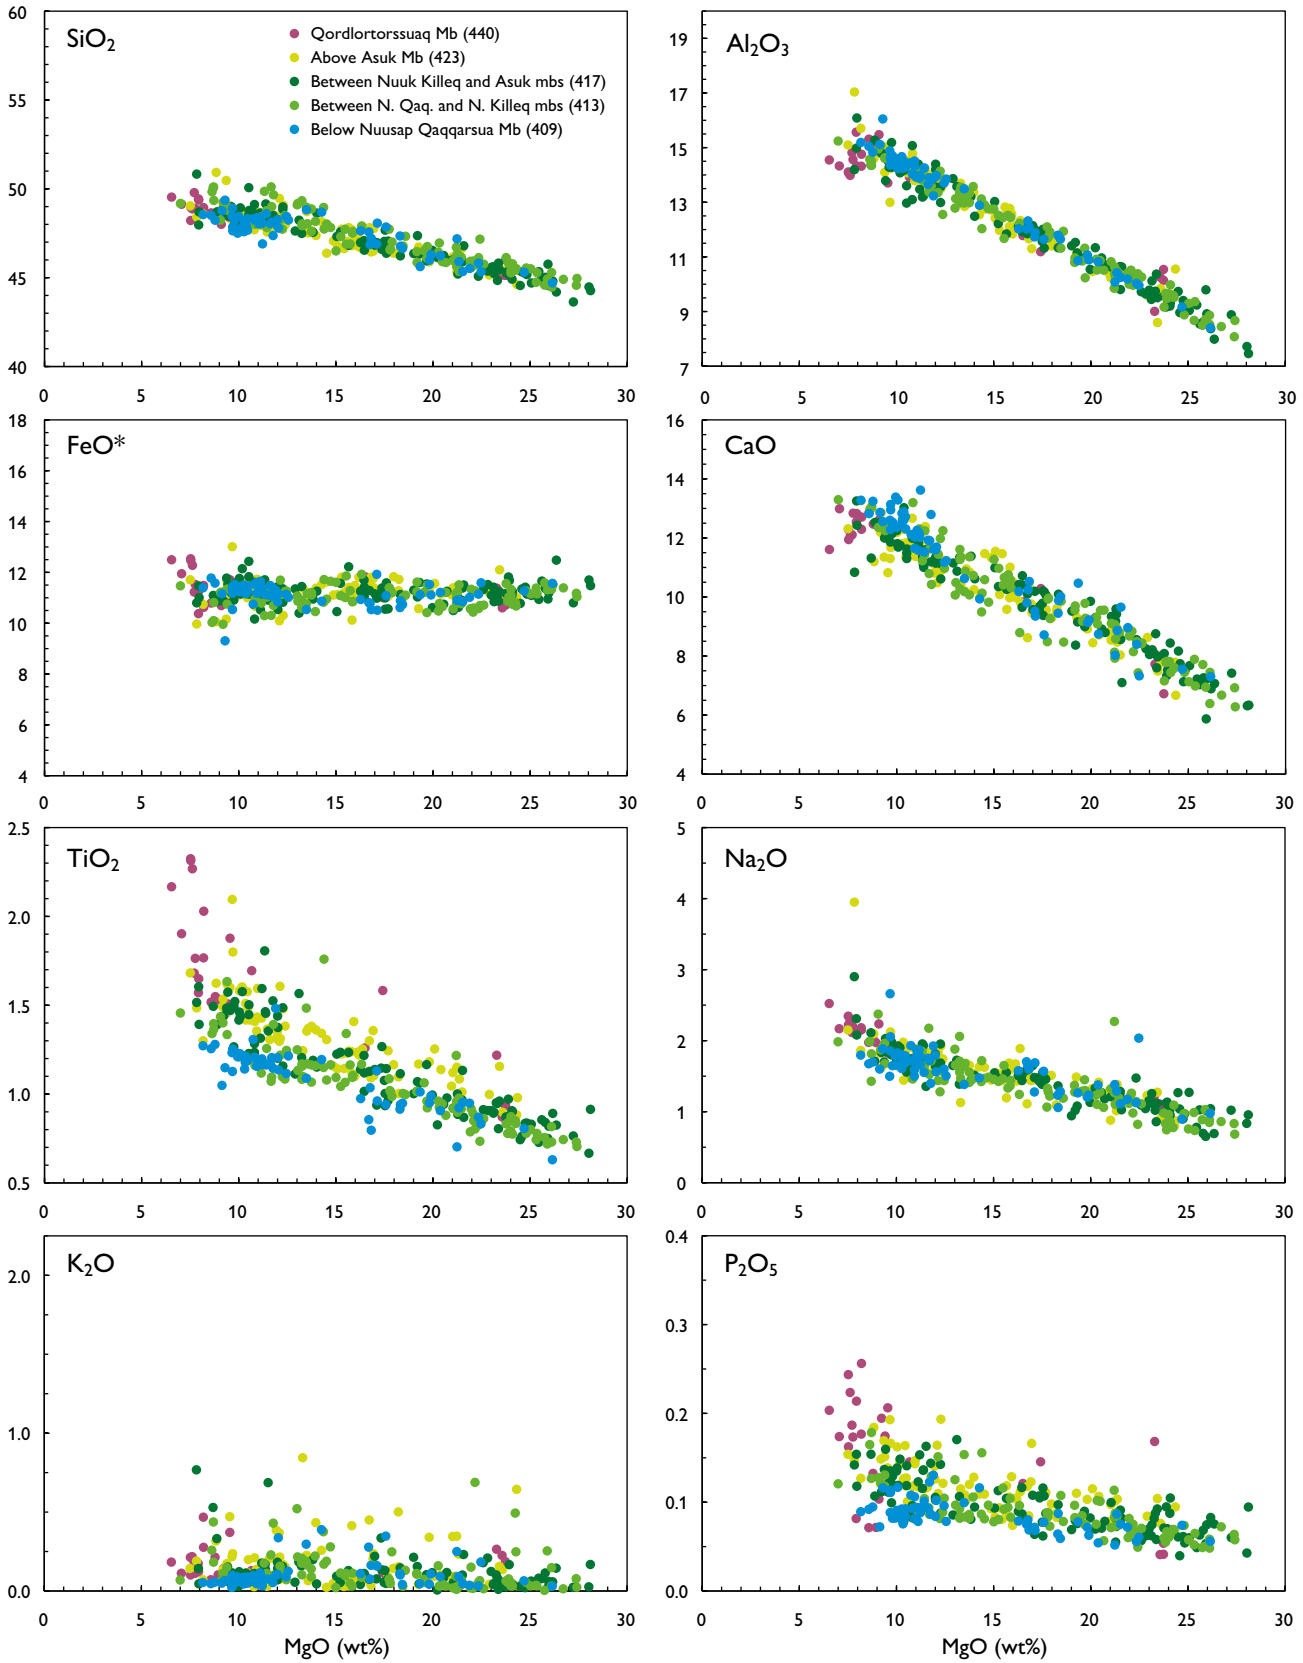 SiO₂
Qordlortorssuaq Mb (440)
Above Asuk Mb (423)
Between Nuuk Killeq and Asuk mbs (417)
Between N. Qaq. and N. Killeq mbs (413)
Below Nuusap Qaqqarsua Mb (409)
60
55
50
45
40
0 5 10 15 20 25 30
Al₂O₃
19
17
15
13
11
9
7
0 5 10 15 20 25 30
FeO*
18
16
14
12
10
8
6
4
0 5 10 15 20 25 30
CaO
16
14
12
10
8
6
4
0 5 10 15 20 25 30
TiO₂
2.5
2.0
1.5
1.0
0.5
0 5 10 15 20 25 30
Na₂O
5
4
3
2
1
0
0 5 10 15 20 25 30
K₂O
2.0
1.0
0.0
0 5 10 15 20 25 30
MgO (wt%)
P₂O₅
0.4
0.3
0.2
0.1
0.0
0 5 10 15 20 25 30
MgO (wt%)